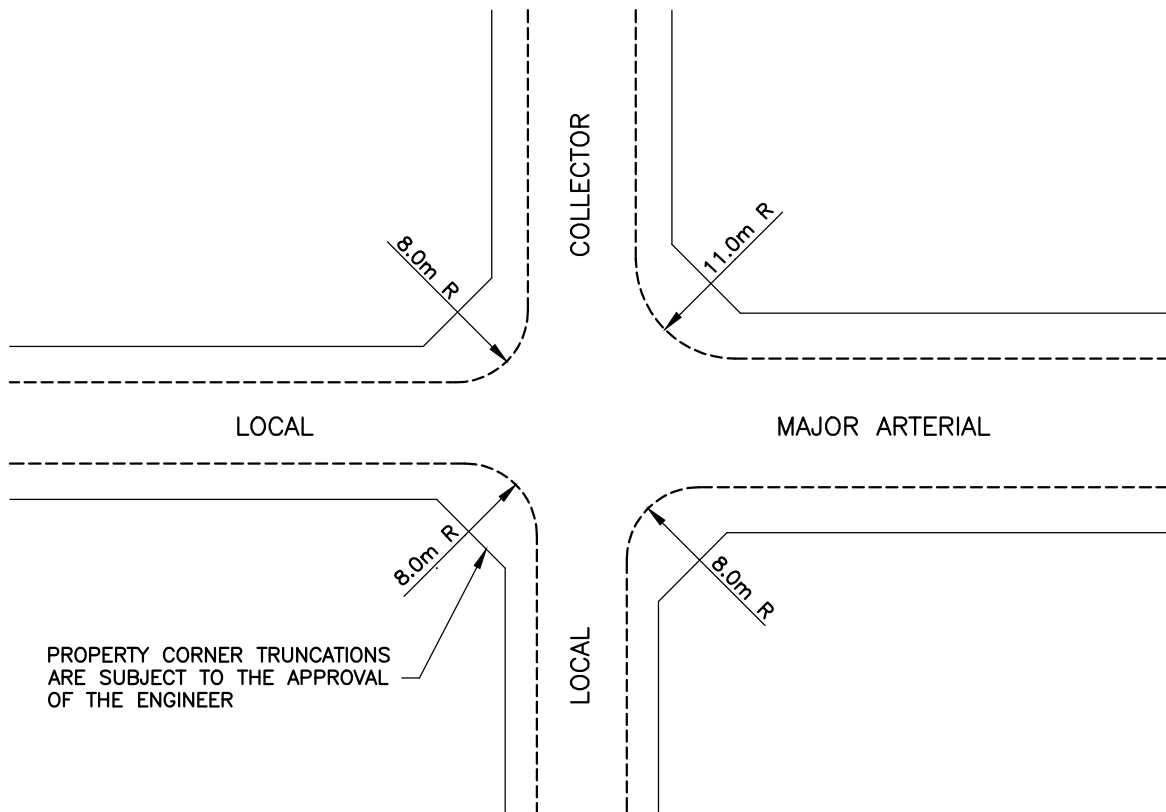 COLLECTOR
8.0m R
11.0m R
LOCAL
MAJOR ARTERIAL
8.0m R
8.0m R
PROPERTY CORNER TRUNCATIONS
ARE SUBJECT TO THE APPROVAL
OF THE ENGINEER
LOCAL